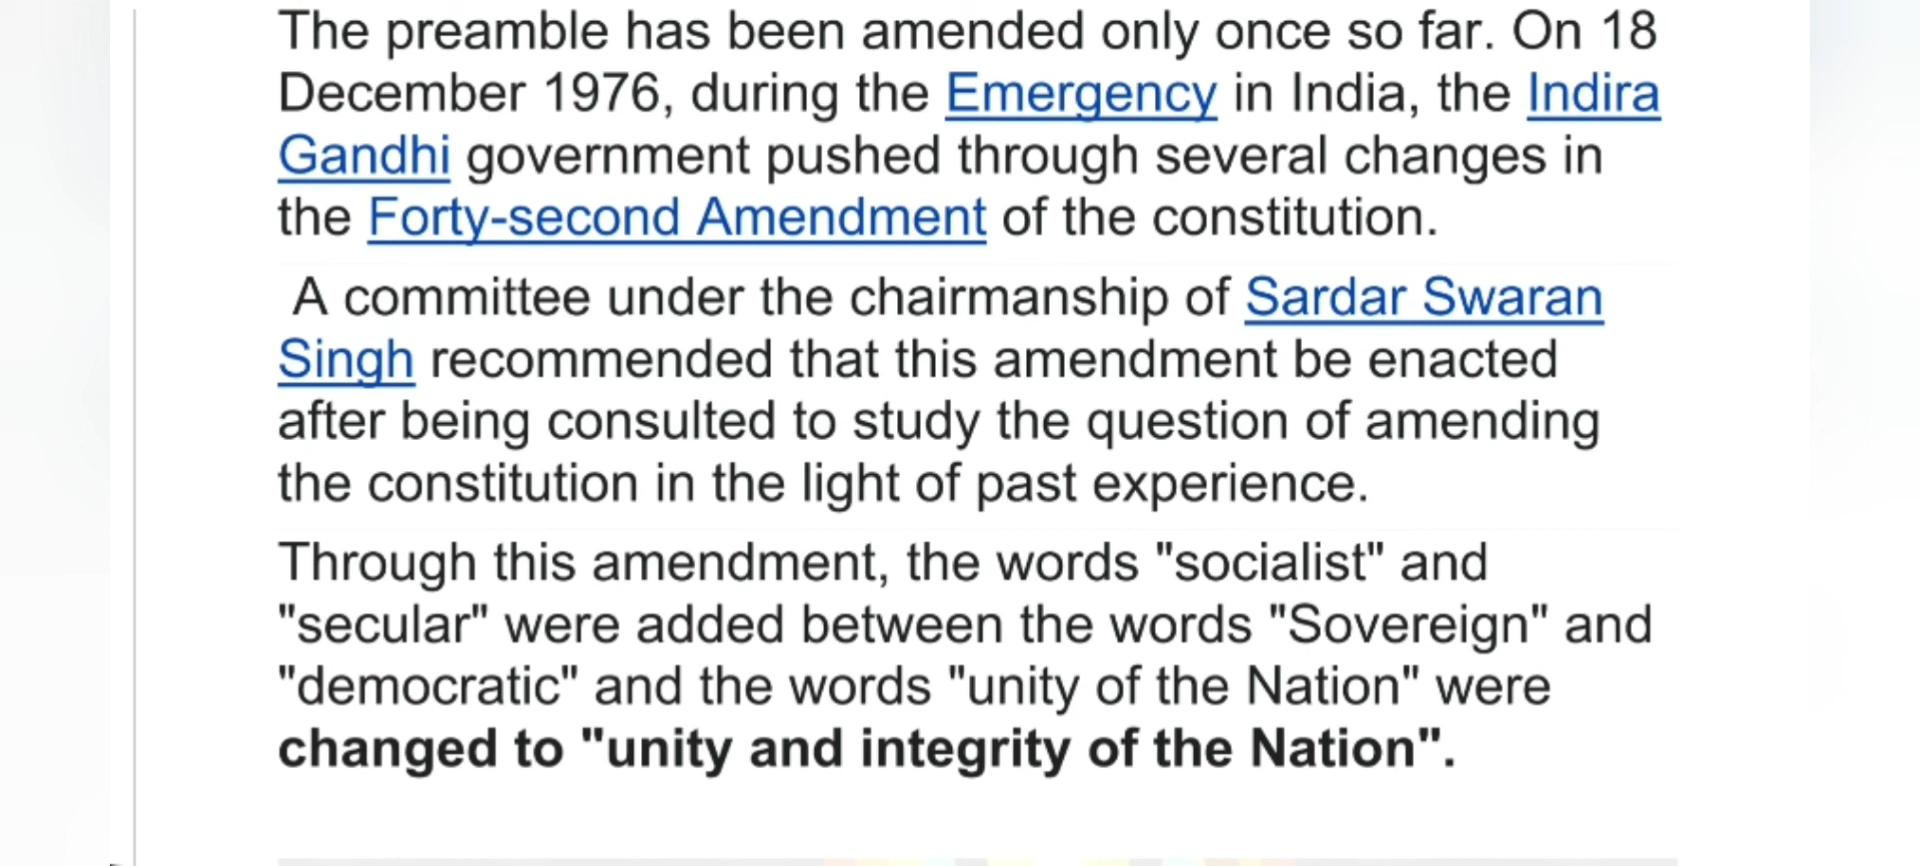 The preamble has been amended only once so far. On 18
December 1976, during the Emergency in India, the Indira
Gandhi government pushed through several changes in
the Forty-second Amendment of the constitution.
A committee under the chairmanship of Sardar Swaran
Singh recommended that this amendment be enacted
after being consulted to study the question of amending
the constitution in the light of past experience.
Through this amendment, the words "socialist" and
"secular" were added between the words "Sovereign" and
"democratic" and the words "unity of the Nation" were
changed to "unity and integrity of the Nation".